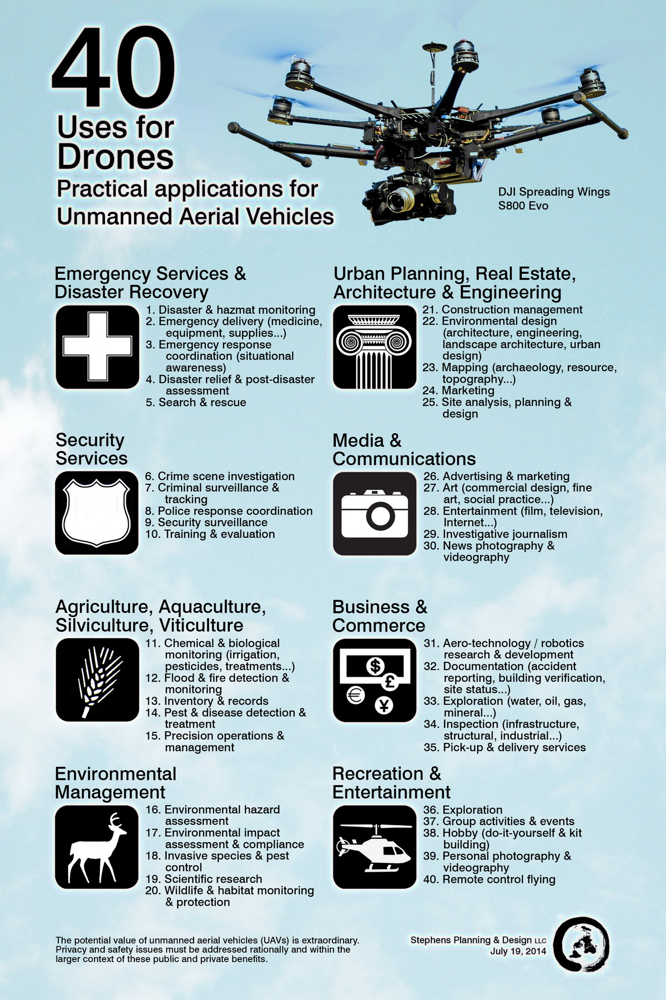 40
Uses for
Drones
Practical applications for
Unmanned Aerial Vehicles
LUMIX
DJI Spreading Wings
S800 Evo
Emergency Services &
Disaster Recovery
1. Disaster & hazmat monitoring
2. Emergency delivery (medicine,
equipment, supplies...)
3. Emergency response
coordination (situational
awareness)
4. Disaster relief & post-disaster
assessment
5. Search & rescue
Urban Planning, Real Estate,
Architecture & Engineering
21. Construction management
22. Environmental design
(architecture, engineering,
landscape architecture, urban
design)
23. Mapping (archaeology, resource,
topography...)
24. Marketing
25. Site analysis, planning &
design
Security
Services
6. Crime scene investigation
7. Criminal surveillance &
tracking
8. Police response coordination
9. Security surveillance
10. Training & evaluation
Media &
Communications
26. Advertising & marketing
27. Art (commercial design, fine
art, social practice...)
28. Entertainment (film, television,
Internet...)
29. Investigative journalism
30. News photography &
videography
Agriculture, Aquaculture,
Silviculture, Viticulture
11. Chemical & biological
monitoring (irrigation,
pesticides, treatments...)
12. Flood & fire detection &
monitoring
13. Inventory & records
14. Pest & disease detection &
treatment
15. Precision operations &
management
Business &
Commerce
$
£
€
¥
31. Aero-technology / robotics
research & development
32. Documentation (accident
reporting, building verification,
site status...)
33. Exploration (water, oil, gas,
mineral...)
34. Inspection (infrastructure,
structural, industrial...)
35. Pick-up & delivery services
Environmental
Management
16. Environmental hazard
assessment
17. Environmental impact
assessment & compliance
18. Invasive species & pest
control
19. Scientific research
20. Wildlife & habitat monitoring
& protection
Recreation &
Entertainment
36. Exploration
37. Group activities & events
38. Hobby (do-it-yourself & kit
building)
39. Personal photography &
videography
40. Remote control flying
The potential value of unmanned aerial vehicles (UAVs) is extraordinary.
Privacy and safety issues must be addressed rationally and within the
larger context of these public and private benefits.
Stephens Planning & Design LLC
July 19, 2014